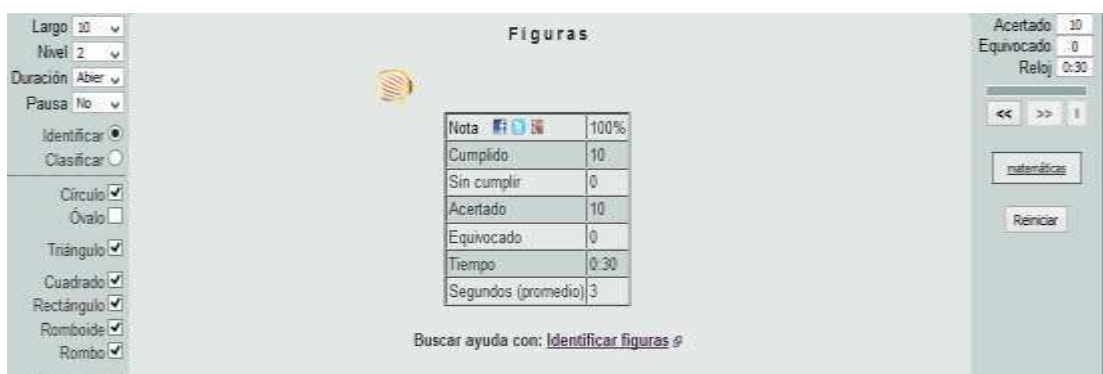 Largo 10
Nivel 2
Duración Abier
Pausa No
Identificar
Clasificar
Círculo
Óvalo
Triángulo
Cuadrado
Rectángulo
Romboide
Rombo
Figuras
Nota 100%
Cumplido 10
Sin cumplir 0
Acertado 10
Equivocado 0
Tiempo 0:30
Segundos (promedio) 3
Buscar ayuda con: Identificar figuras
Acertado 10
Equivocado 0
Reloj 0:30
<< >> I
matemáticas
Reiniciar